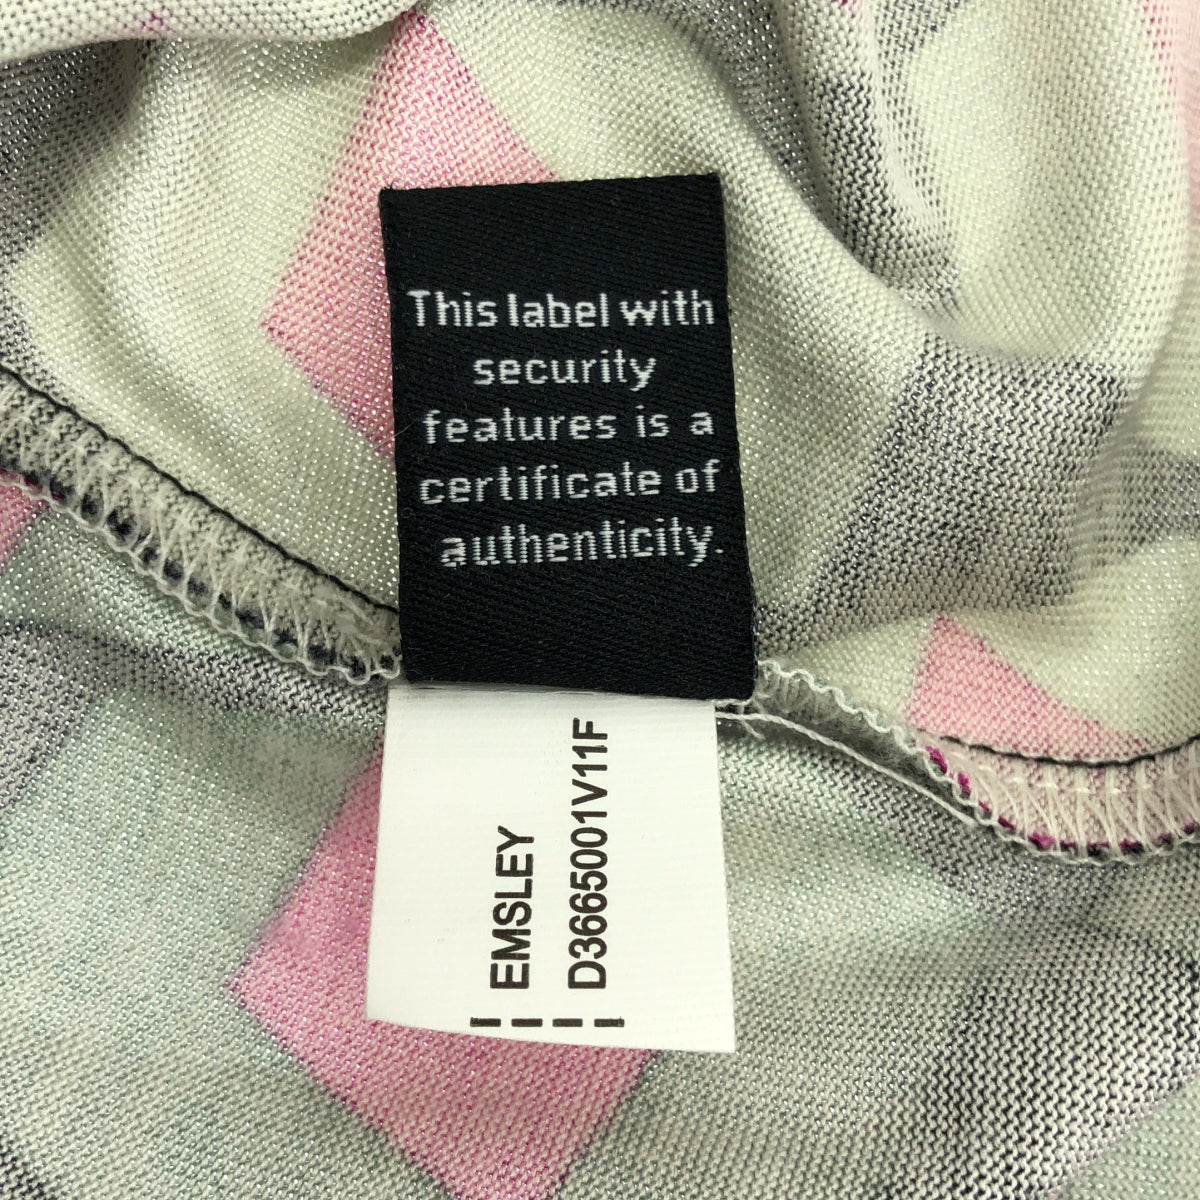 This label with
security
features is a
certificate of
authenticity.
EMSLEY
D3665001V11F